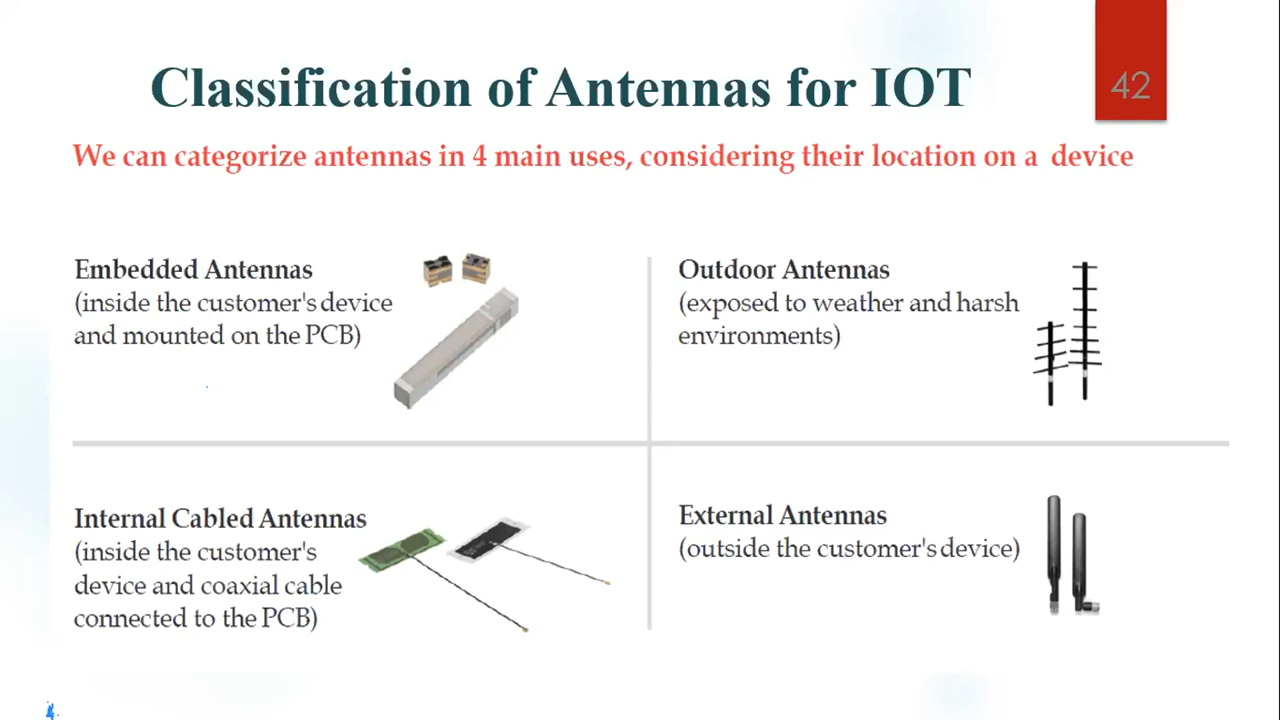 Classification of Antennas for IOT
42
We can categorize antennas in 4 main uses, considering their location on a device
Embedded Antennas
(inside the customer's device
and mounted on the PCB)
Outdoor Antennas
(exposed to weather and harsh
environments)
Internal Cabled Antennas
(inside the customer's
device and coaxial cable
connected to the PCB)
External Antennas
(outside the customer's device)